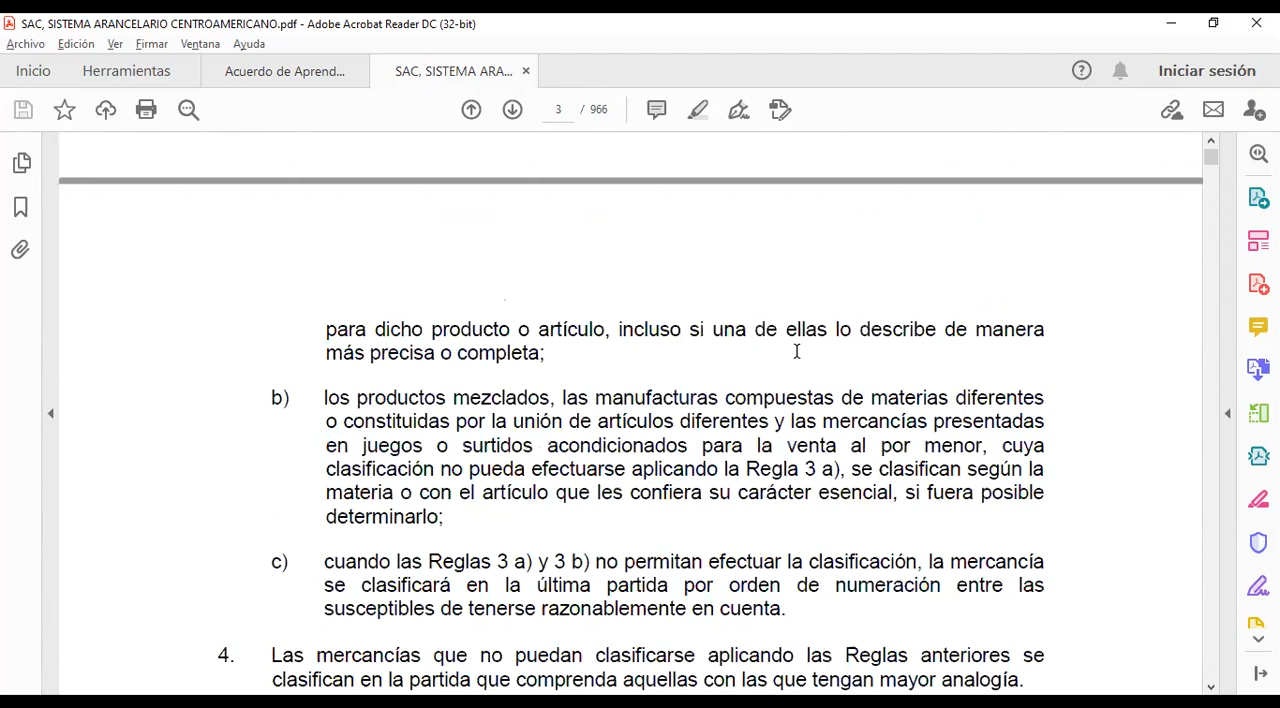 SAC, SISTEMA ARANCELARIO CENTROAMERICANO.pdf - Adobe Acrobat Reader DC (32-bit)
Archivo Edición Ver Firmar Ventana Ayuda
Inicio Herramientas Acuerdo de Aprend... SAC, SISTEMA ARA... × Iniciar sesión
3 / 966
para dicho producto o artículo, incluso si una de ellas lo describe de manera
más precisa o completa;
b) los productos mezclados, las manufacturas compuestas de materias diferentes
o constituidas por la unión de artículos diferentes y las mercancías presentadas
en juegos o surtidos acondicionados para la venta al por menor, cuya
clasificación no pueda efectuarse aplicando la Regla 3 a), se clasifican según la
materia o con el artículo que les confiera su carácter esencial, si fuera posible
determinarlo;
c) cuando las Reglas 3 a) y 3 b) no permitan efectuar la clasificación, la mercancía
se clasificará en la última partida por orden de numeración entre las
susceptibles de tenerse razonablemente en cuenta.
4. Las mercancías que no puedan clasificarse aplicando las Reglas anteriores se
clasifican en la partida que comprenda aquellas con las que tengan mayor analogía.